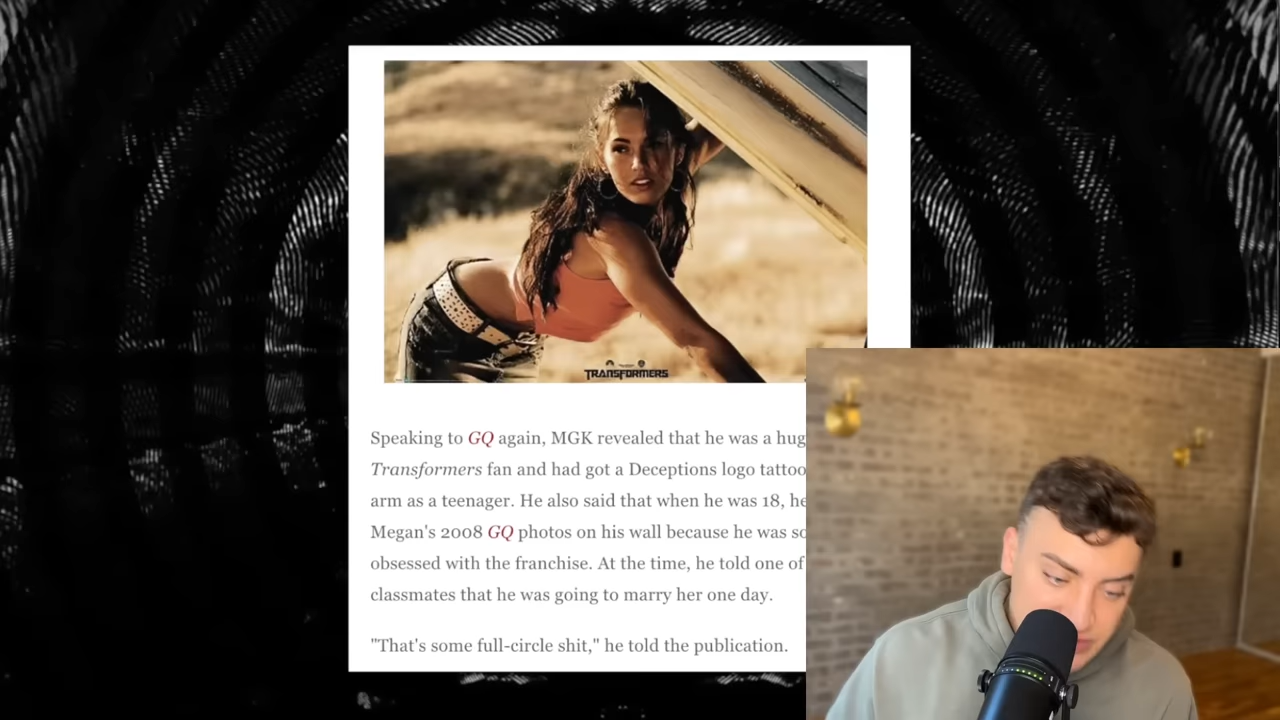 TRANSFORMERS
Speaking to GQ again, MGK revealed that he was a hug
Transformers fan and had got a Deceptions logo tattoo
arm as a teenager. He also said that when he was 18, he
Megan's 2008 GQ photos on his wall because he was so
obsessed with the franchise. At the time, he told one of
classmates that he was going to marry her one day.
"That's some full-circle shit," he told the publication.